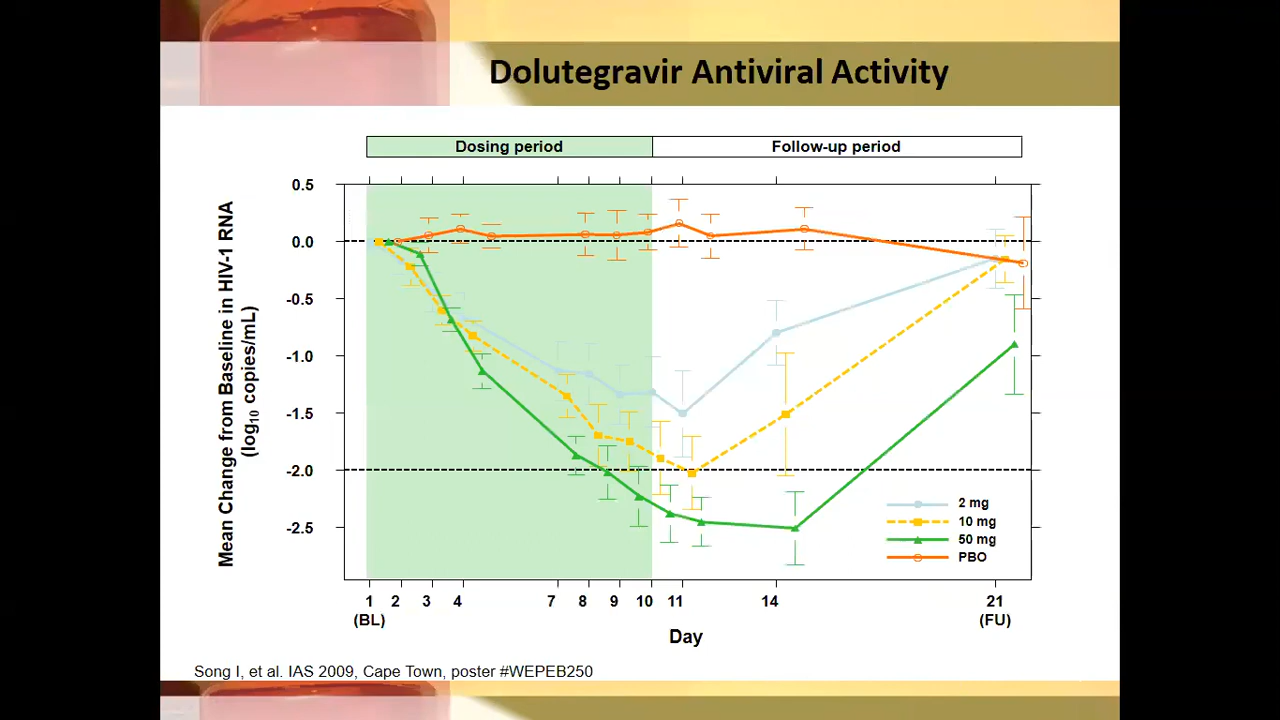 Dolutegravir Antiviral Activity
Dosing period
Follow-up period
Mean Change from Baseline in HIV-1 RNA
(log10 copies/mL)
0.5
0.0
-0.5
-1.0
-1.5
-2.0
-2.5
2 mg
10 mg
50 mg
PBO
1 2 3 4 7 8 9 10 11 14 21
(BL) (FU)
Day
Song I, et al. IAS 2009, Cape Town, poster #WEPEB250